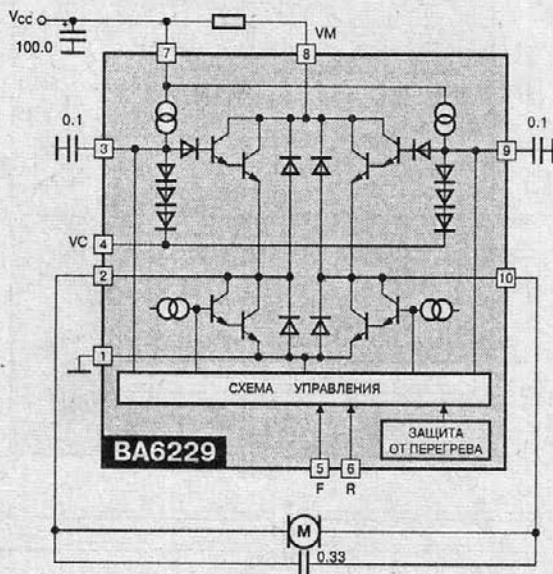 Vcc
100.0
+
VM
7
8
0.1
3
9
0.1
VC
4
2
10
1
СХЕМА УПРАВЛЕНИЯ
ЗАЩИТА
ОТ ПЕРЕГРЕВА
BA6229
5
6
F
R
M
0.33